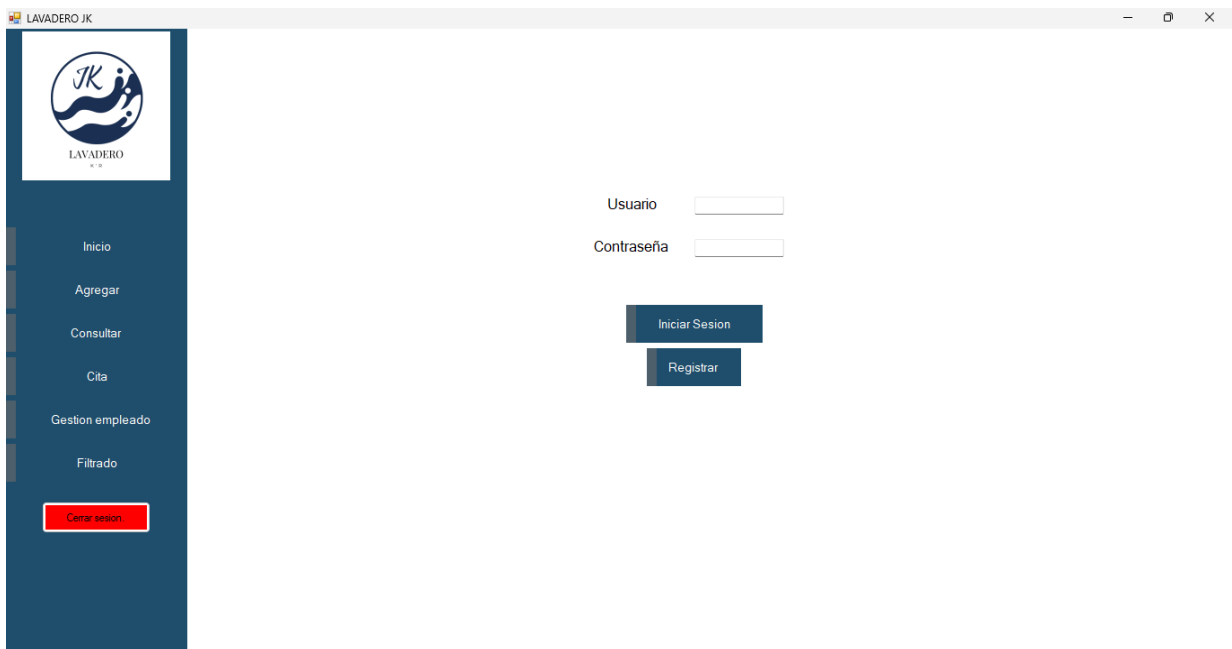 LAVADERO JK
JK
LAVADERO
Inicio
Agregar
Consultar
Cita
Gestion empleado
Filtrado
Cerrar sesion
Usuario
Contraseña
Iniciar Sesion
Registrar